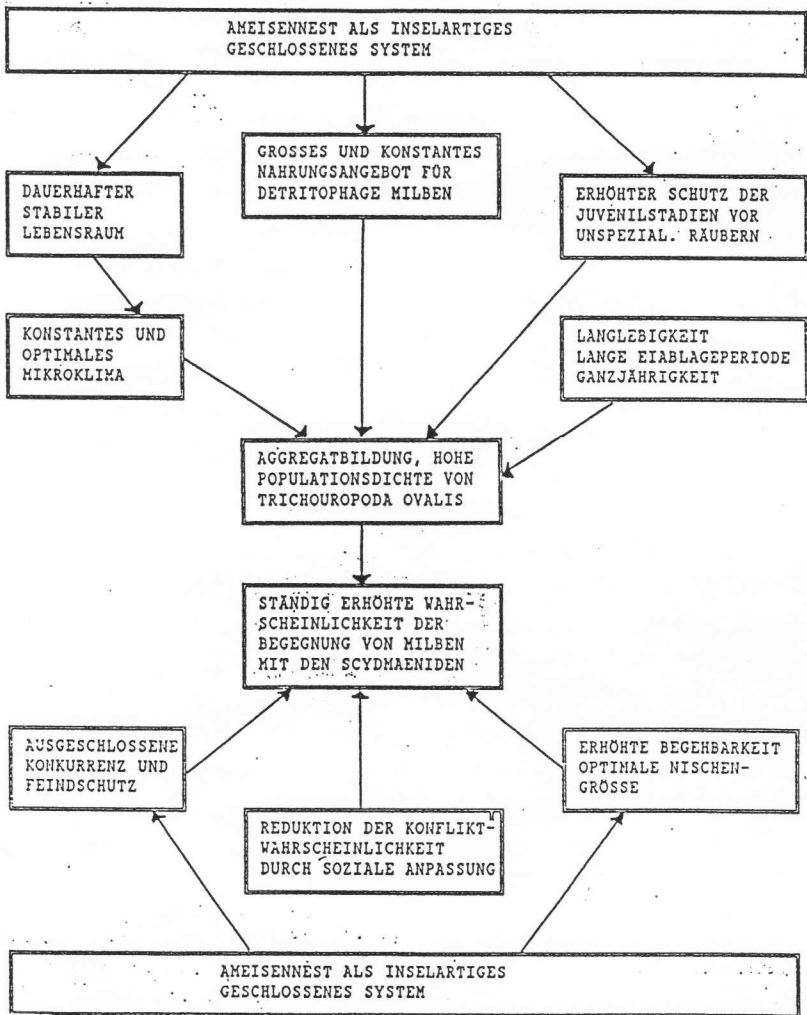 AMEISENNEST ALS INSELARTIGES
GESCHLOSSENES SYSTEM
GROSSES UND KONSTANTES
NAHRUNGSANGEBOT FÜR
DETRITOPHAGE MILBEN
DAUERHAFTER
STABILER
LEBENSRAUM
ERHÖHTER SCHUTZ DER
JUVENILSTADIEN VOR
UNSPEZIAL. RÄUBERN
KONSTANTES UND
OPTIMALES
MIKROKLIMA
LANGLEBIGKEIT
LANGE EIABLAGEPERIODE
GANZJÄHRIGKEIT
AGGREGATBILDUNG, HOHE
POPULATIONSDICHTE VON
TRICHOUROPODA OVALIS
STÄNDIG ERHÖHTE WAHR-
SCHEINLICHKEIT DER
BEGEGNUNG VON MILBEN
MIT DEN SCYDMAENIDEN
AUSGESCHLOSSENE
KONKURRENZ UND
FEINDSCHUTZ
ERHÖHTE BEGEHBARKEIT
OPTIMALE NISCHEN-
GRÖSSE
REDUKTION DER KONFLIKT-
WAHRSCHEINLICHKEIT
DURCH SOZIALE ANPASSUNG
AMEISENNEST ALS INSELARTIGES
GESCHLOSSENES SYSTEM